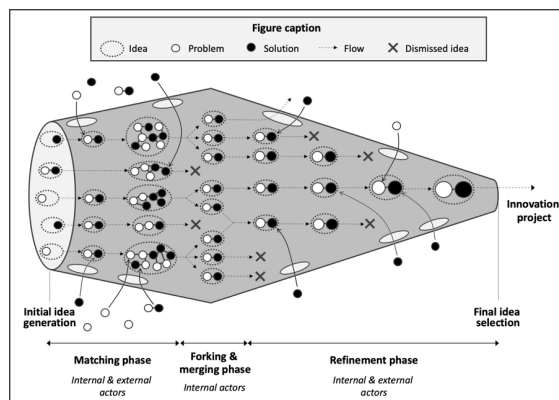 Figure caption
Idea
Problem
Solution
Flow
Dismissed idea
Innovation
project
Initial idea
generation
Final idea
selection
Matching phase
Internal & external
actors
Forking &
merging phase
Internal actors
Refinement phase
Internal & external
actors